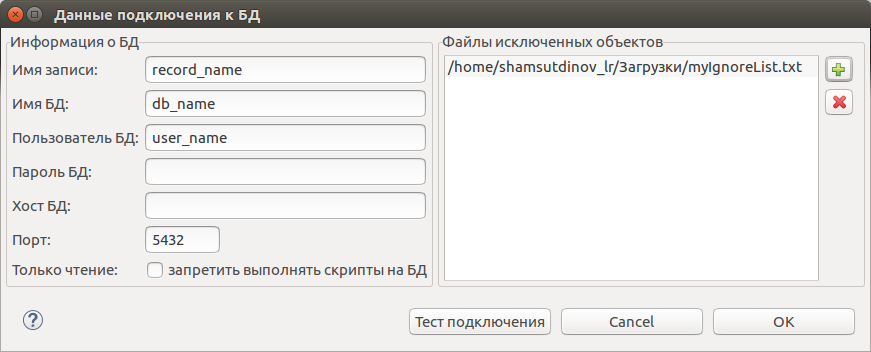 Данные подключения к БД
Информация о БД
Имя записи: record_name
Имя БД: db_name
Пользователь БД: user_name
Пароль БД:
Хост БД:
Порт: 5432
Только чтение: запретить выполнять скрипты на БД
Файлы исключенных объектов
/home/shamsutdinov_lr/Загрузки/myIgnoreList.txt
?
Тест подключения
Cancel
OK